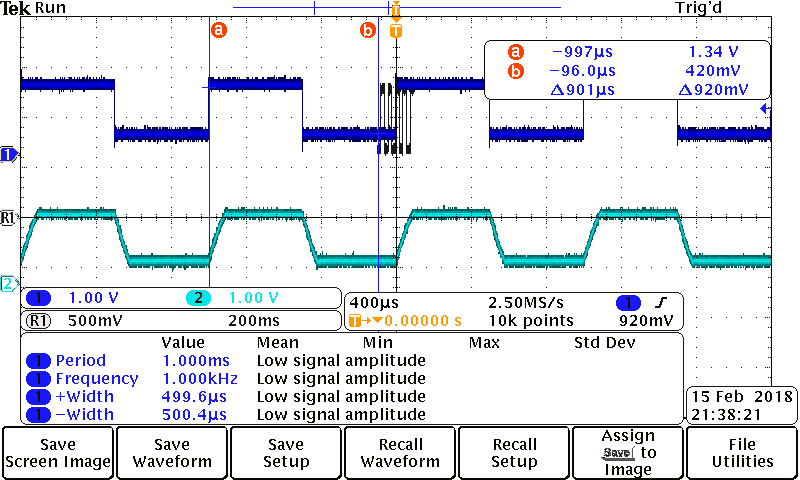 Tek Run Trig'd
T
a b T
a −997µs 1.34 V
b −96.0µs 420mV
Δ901µs Δ920mV
1
R1
2
1 1.00 V 2 1.00 V 400µs 2.50MS/s 1
R1 500mV 200ms T→▼0.00000 s 10k points 920mV
Value Mean Min Max Std Dev
1 Period 1.000ms Low signal amplitude
1 Frequency 1.000kHz Low signal amplitude
1 +Width 499.6µs Low signal amplitude
1 −Width 500.4µs Low signal amplitude
15 Feb 2018
21:38:21
Save
Screen Image
Save
Waveform
Save
Setup
Recall
Waveform
Recall
Setup
Assign
Save to
Image
File
Utilities